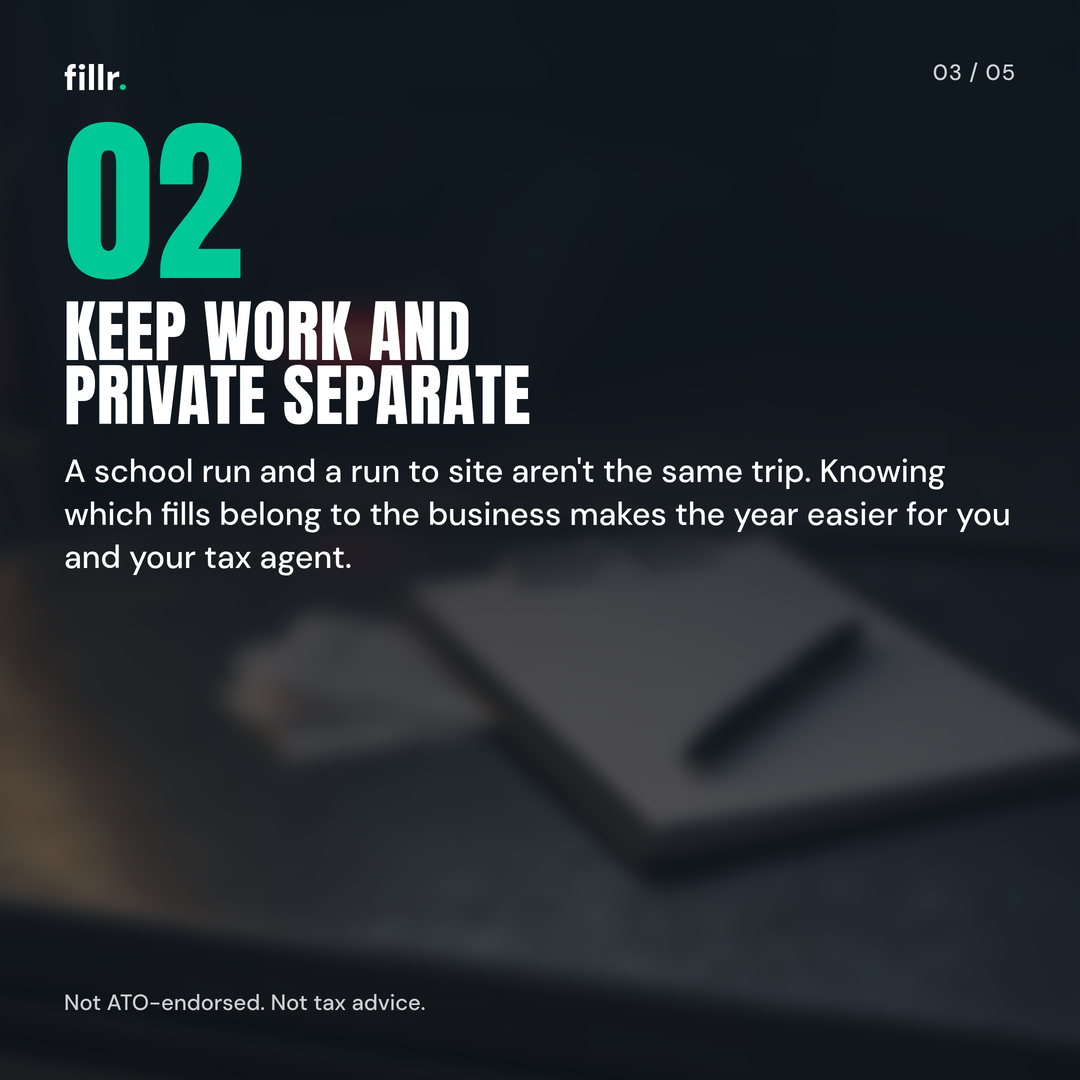 fillr.
03 / 05
02
KEEP WORK AND
PRIVATE SEPARATE
A school run and a run to site aren't the same trip. Knowing
which fills belong to the business makes the year easier for you
and your tax agent.
Not ATO-endorsed. Not tax advice.